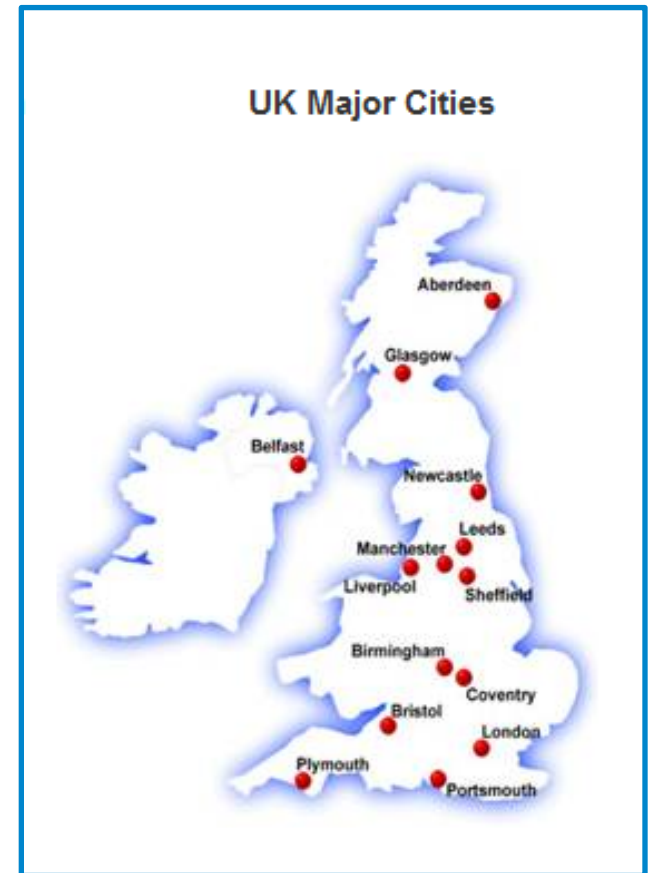 UK Major Cities
Aberdeen
Glasgow
Belfast
Newcastle
Leeds
Manchester
Liverpool
Sheffield
Birmingham
Coventry
Bristol
London
Plymouth
Portsmouth